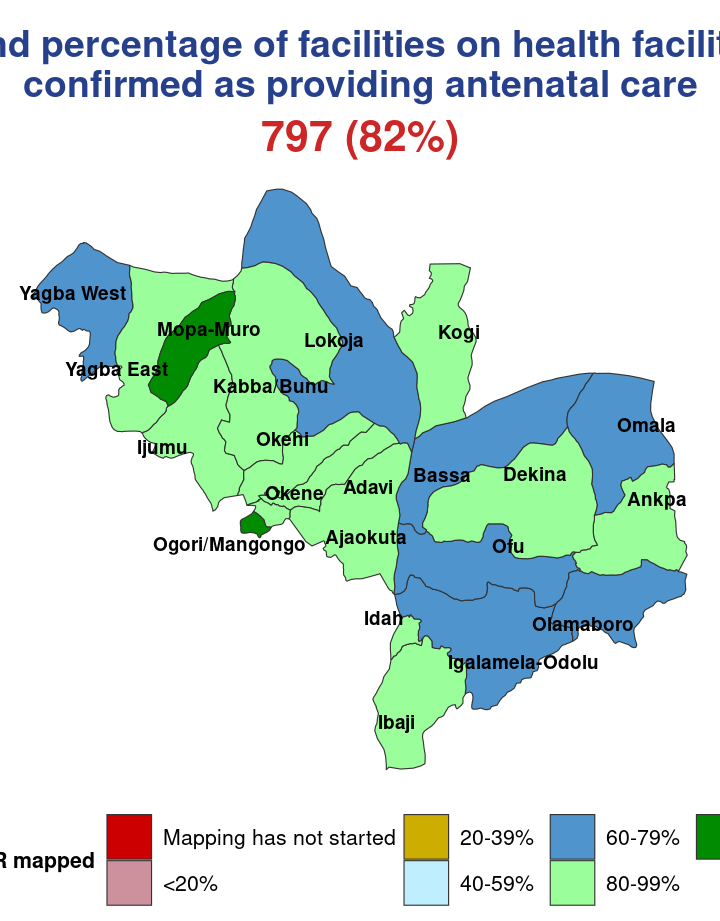 percentage of facilities on health
confirmed as providing antenatal care
797 (82%)
Yagba West
Mopa-Muro
Lokoja
Kogi
Yagba East
Kabba/Bunu
Omala
Okehi
Ijumu
Bassa
Dekina
Okene
Adavi
Ankpa
Ogori/Mangongo
Ajaokuta
Ofu
Idah
Olamaboro
Igalamela-Odolu
Ibaji
Mapping has not started
20-39%
60-79%
mapped
<20%
40-59%
80-99%